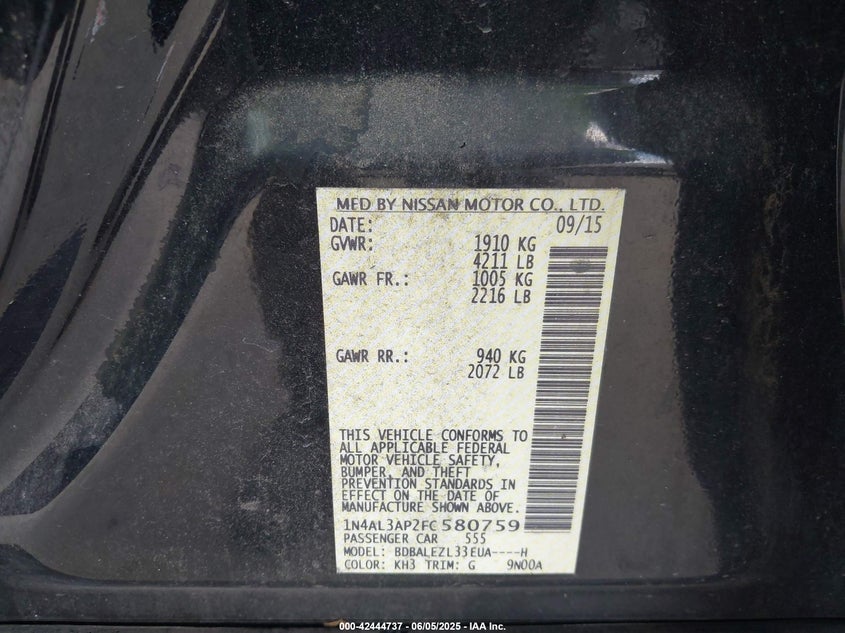 MED BY NISSAN MOTOR CO., LTD.
DATE: 09/15
GVWR: 1910 KG
4211 LB
GAWR FR.: 1005 KG
2216 LB
GAWR RR.: 940 KG
2072 LB
THIS VEHICLE CONFORMS TO
ALL APPLICABLE FEDERAL
MOTOR VEHICLE SAFETY,
BUMPER, AND THEFT
PREVENTION STANDARDS IN
EFFECT ON THE DATE OF
MANUFACTURE SHOWN ABOVE.
1N4AL3AP2FC580759
PASSENGER CAR 555
MODEL: BDBALEZL33EUA----H
COLOR: KH3 TRIM: G 9N00A
000-42444737 - 06/05/2025 - IAA Inc.